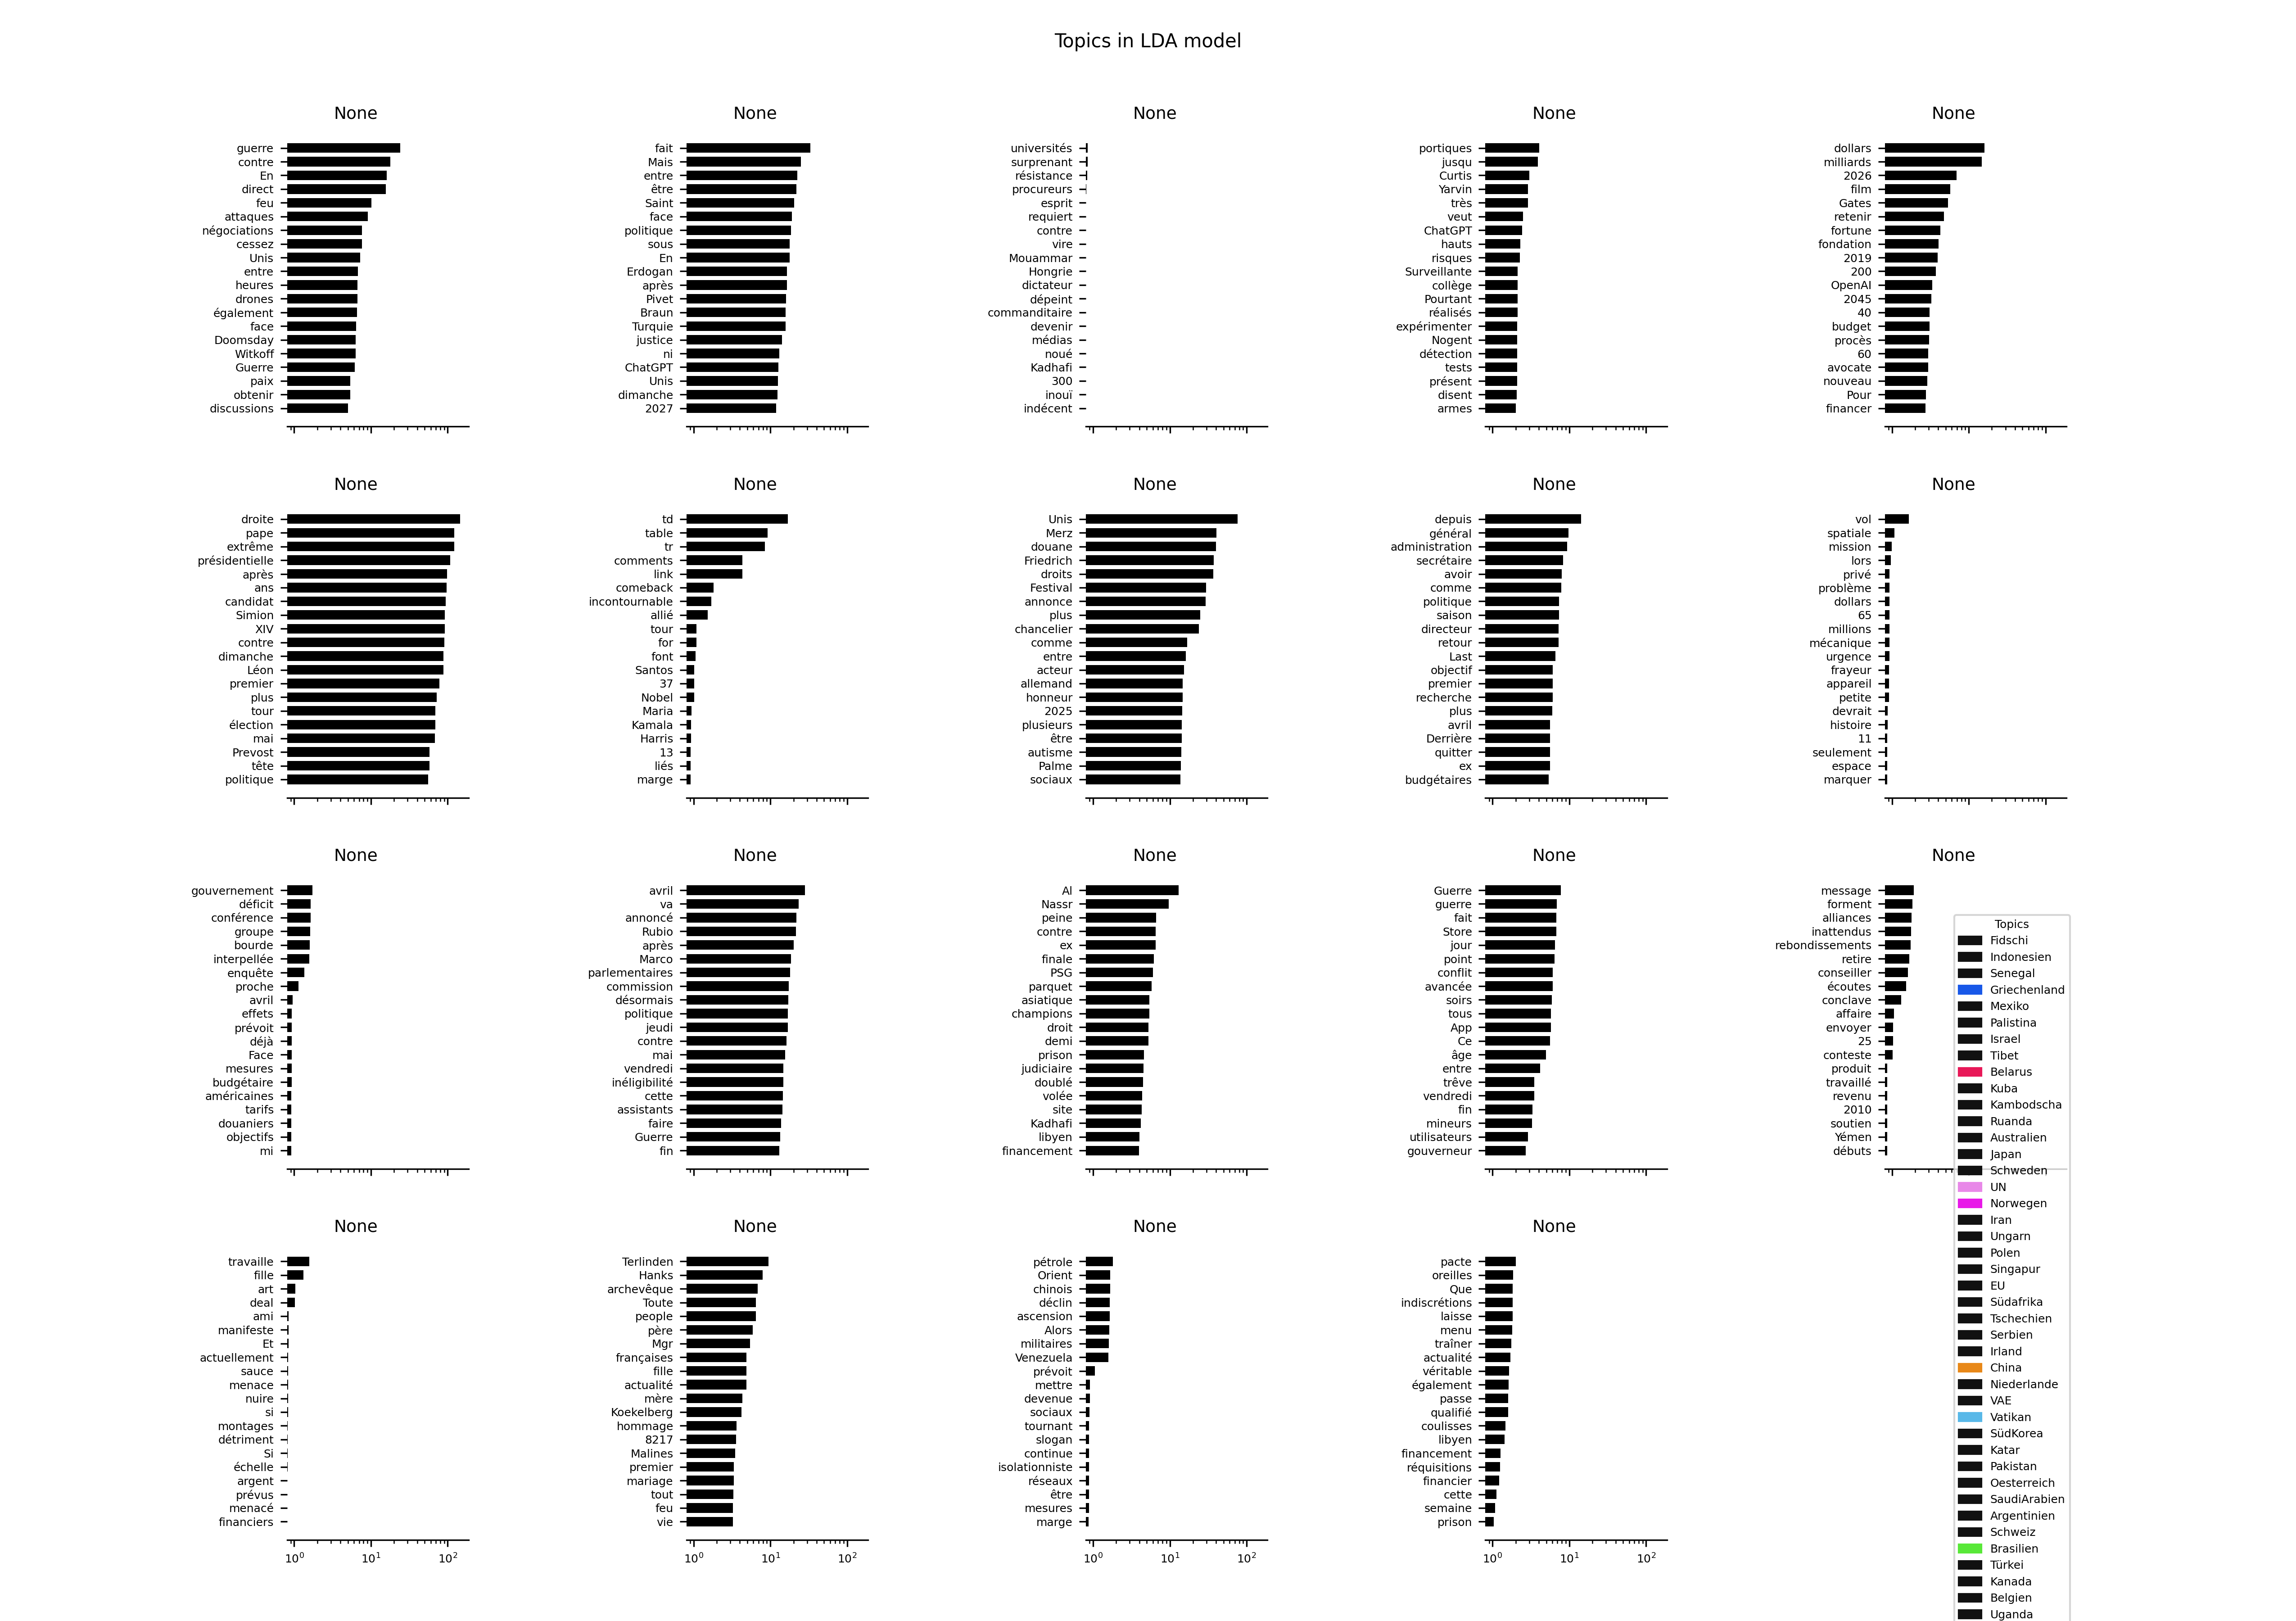 Topics in LDA model
None
guerre
contre
En
direct
feu
attaques
négociations
cessez
Unis
entre
heures
drones
également
face
Doomsday
Witkoff
Guerre
paix
obtenir
discussions
None
fait
Mais
entre
être
Saint
face
politique
sous
En
Erdogan
après
Pivet
Braun
Turquie
justice
ni
ChatGPT
Unis
dimanche
2027
None
universités
surprenant
résistance
procureurs
esprit
requiert
contre
vire
Mouammar
Hongrie
dictateur
dépeint
commanditaire
devenir
médias
noué
Kadhafi
300
inouï
indécent
None
portiques
jusqu
Curtis
Yarvin
très
veut
ChatGPT
hauts
risques
Surveillante
collège
Pourtant
réalisés
expérimenter
Nogent
détection
tests
présent
disent
armes
None
dollars
milliards
2026
film
Gates
retenir
fortune
fondation
2019
200
OpenAI
2045
40
budget
procès
60
avocate
nouveau
Pour
financer
None
droite
pape
extrême
présidentielle
après
ans
candidat
Simion
XIV
contre
dimanche
Léon
premier
plus
tour
élection
mai
Prevost
tête
politique
None
td
table
tr
comments
link
comeback
incontournable
allié
tour
for
font
Santos
37
Nobel
Maria
Kamala
Harris
13
liés
marge
None
Unis
Merz
douane
Friedrich
droits
Festival
annonce
plus
chancelier
comme
entre
acteur
allemand
honneur
2025
plusieurs
être
autisme
Palme
sociaux
None
depuis
général
administration
secrétaire
avoir
comme
politique
saison
directeur
retour
Last
objectif
premier
recherche
plus
avril
Derrière
quitter
ex
budgétaires
None
vol
spatiale
mission
lors
privé
problème
dollars
65
millions
mécanique
urgence
frayeur
appareil
petite
devrait
histoire
11
seulement
espace
marquer
None
gouvernement
déficit
conférence
groupe
bourde
interpellée
enquête
proche
avril
effets
prévoit
déjà
Face
mesures
budgétaire
américaines
tarifs
douaniers
objectifs
mi
None
avril
va
annoncé
Rubio
après
Marco
parlementaires
commission
désormais
politique
jeudi
contre
mai
vendredi
inéligibilité
cette
assistants
faire
Guerre
fin
None
Al
Nassr
peine
contre
ex
finale
PSG
parquet
asiatique
champions
droit
demi
prison
judiciaire
doublé
volée
site
Kadhafi
libyen
financement
None
Guerre
guerre
fait
Store
jour
point
conflit
avancée
soirs
tous
App
Ce
âge
entre
trêve
vendredi
fin
mineurs
utilisateurs
gouverneur
None
message
forment
alliances
inattendus
rebondissements
retire
conseiller
écoutes
conclave
affaire
envoyer
25
conteste
produit
travaillé
revenu
2010
soutien
Yémen
débuts
None
travaille
fille
art
deal
ami
manifeste
Et
actuellement
sauce
menace
nuire
si
montages
détriment
Si
échelle
argent
prévus
menacé
financiers
10⁰ 10¹ 10²
None
Terlinden
Hanks
archevêque
Toute
people
père
Mgr
françaises
fille
actualité
mère
Koekelberg
hommage
8217
Malines
premier
mariage
tout
feu
vie
10⁰ 10¹ 10²
None
pétrole
Orient
chinois
déclin
ascension
Alors
militaires
Venezuela
prévoit
mettre
devenue
sociaux
tournant
slogan
continue
isolationniste
réseaux
être
mesures
marge
10⁰ 10¹ 10²
None
pacte
oreilles
Que
indiscrétions
laisse
menu
traîner
actualité
véritable
également
passe
qualifié
coulisses
libyen
financement
réquisitions
financier
cette
semaine
prison
10⁰ 10¹ 10²
Topics
Fidschi
Indonesien
Senegal
Griechenland
Mexiko
Palistina
Israel
Tibet
Belarus
Kuba
Kambodscha
Ruanda
Australien
Japan
Schweden
UN
Norwegen
Iran
Ungarn
Polen
Singapur
EU
Südafrika
Tschechien
Serbien
Irland
China
Niederlande
VAE
Vatikan
SüdKorea
Katar
Pakistan
Oesterreich
SaudiArabien
Argentinien
Schweiz
Brasilien
Türkei
Kanada
Belgien
Uganda